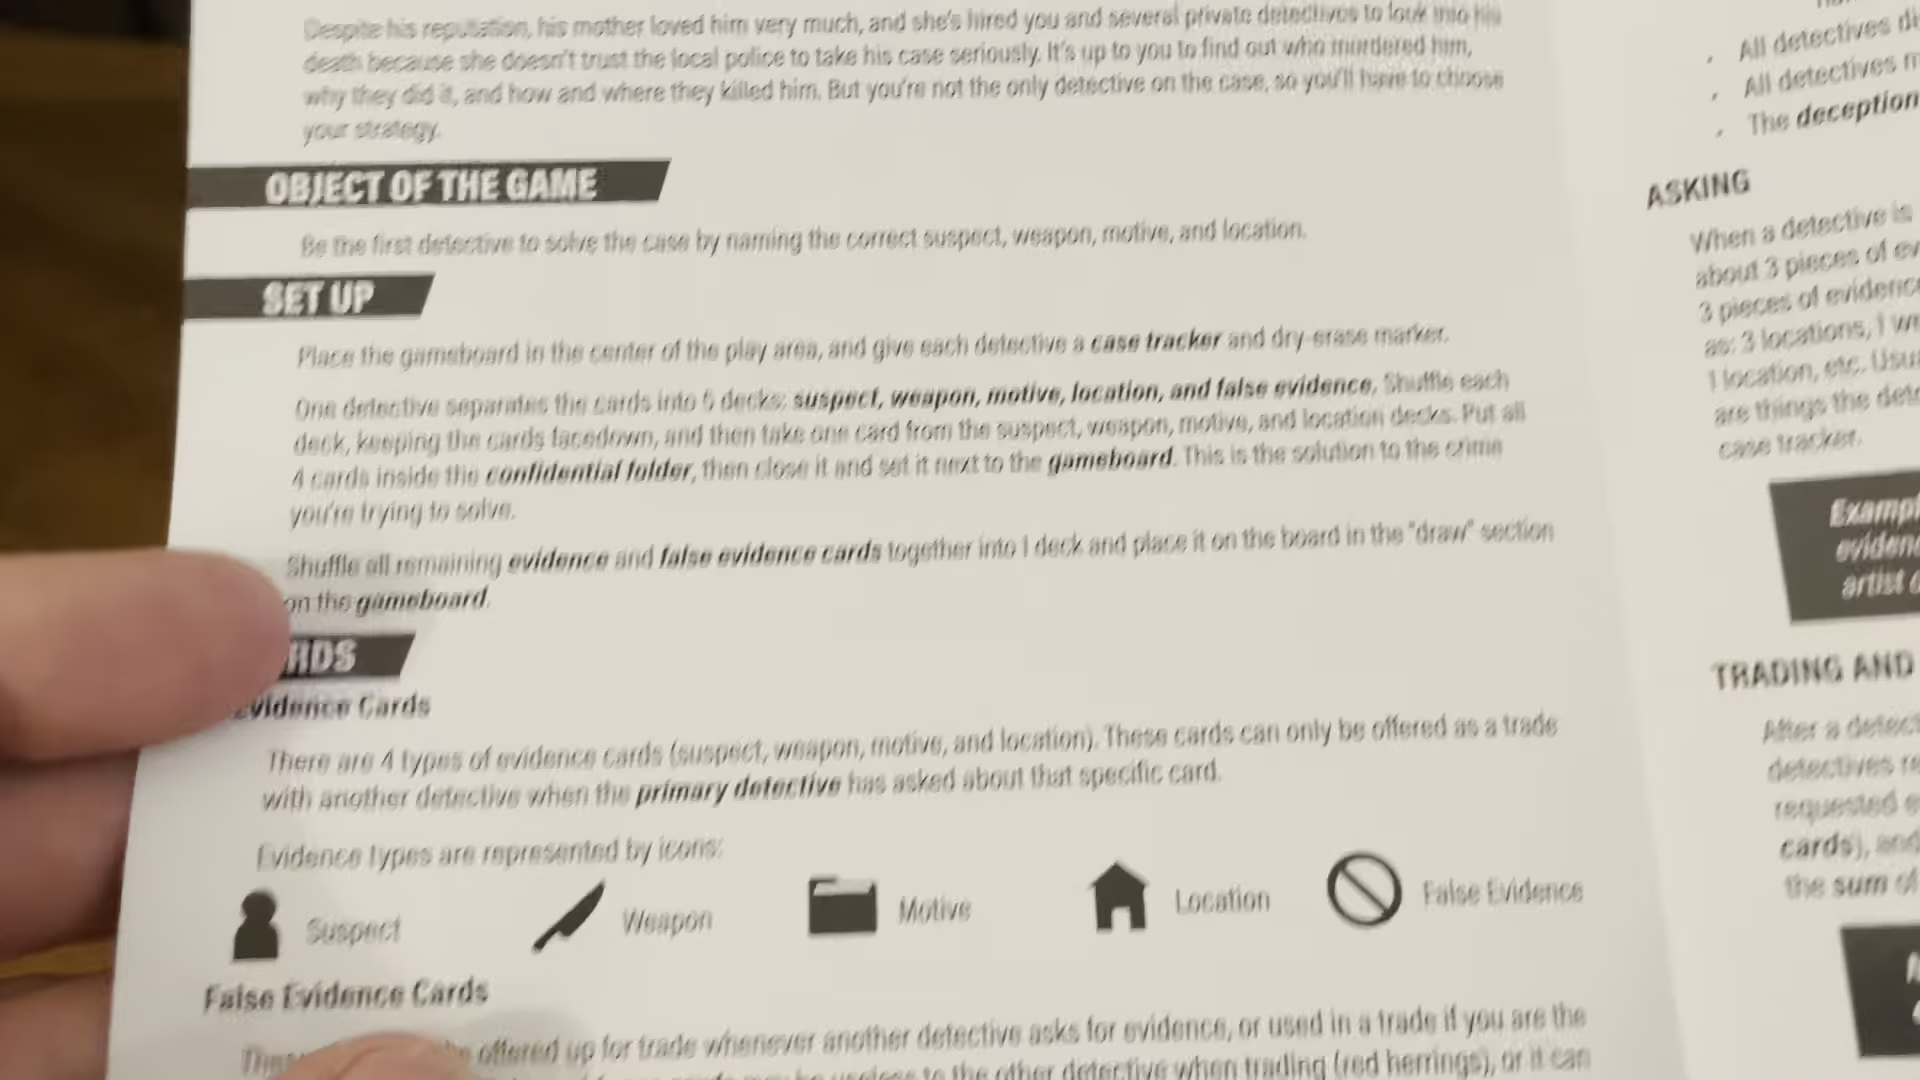 Despite his reputation, his mother loved him very much, and she's hired you and several private detectives to look into his
death because she doesn't trust the local police to take his case seriously. It's up to you to find out who murdered him,
why they did it, and how and where they killed him. But you're not the only detective on the case, so you'll have to choose
your strategy.
OBJECT OF THE GAME
Be the first detective to solve the case by naming the correct suspect, weapon, motive, and location.
SET UP
Place the gameboard in the center of the play area, and give each detective a case tracker and dry-erase marker.
One detective separates the cards into 5 decks: suspect, weapon, motive, location, and false evidence. Shuffle each
deck, keeping the cards facedown, and then take one card from the suspect, weapon, motive, and location decks. Put all
4 cards inside the confidential folder, then close it and set it next to the gameboard. This is the solution to the crime
you're trying to solve.
Shuffle all remaining evidence and false evidence cards together into 1 deck and place it on the board in the "draw" section
on the gameboard.
RDS
Evidence Cards
There are 4 types of evidence cards (suspect, weapon, motive, and location). These cards can only be offered as a trade
with another detective when the primary detective has asked about that specific card.
Evidence types are represented by icons:
Suspect Weapon Motive Location False Evidence
False Evidence Cards
offered up for trade whenever another detective asks for evidence, or used in a trade if you are the
useless to the other detective when trading (red herrings), or it can
All detectives
All detectives
The deception
ASKING
When a detective is
about 3 pieces of
3 pieces of evidence
as: 3 locations, 1
1 location, etc.
are things the
case tracker.
TRADING AND
After a
detectives
requested
cards), and
the sum of